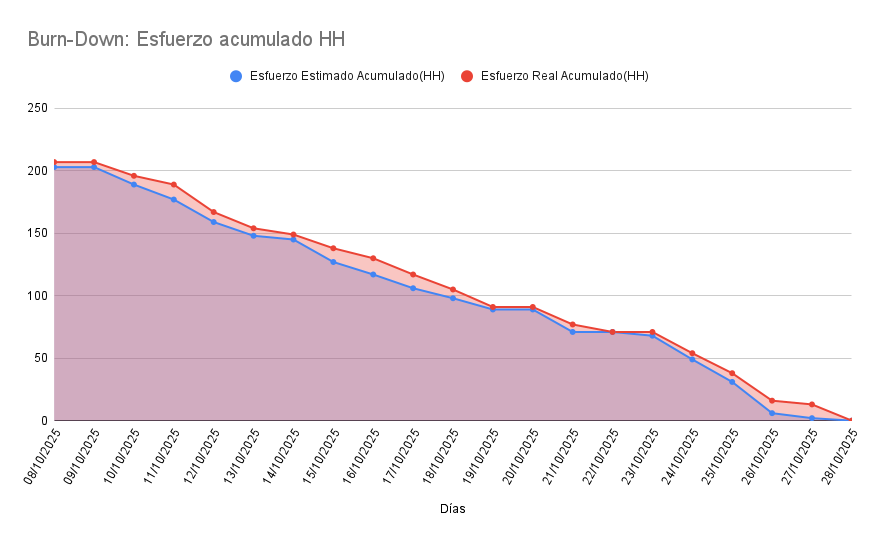 Burn-Down: Esfuerzo acumulado HH
Esfuerzo Estimado Acumulado(HH) Esfuerzo Real Acumulado(HH)
250
200
150
100
50
0
08/10/2025 09/10/2025 10/10/2025 11/10/2025 12/10/2025 13/10/2025 14/10/2025 15/10/2025 16/10/2025 17/10/2025 18/10/2025 19/10/2025 20/10/2025 21/10/2025 22/10/2025 23/10/2025 24/10/2025 25/10/2025 26/10/2025 27/10/2025 28/10/2025
Días